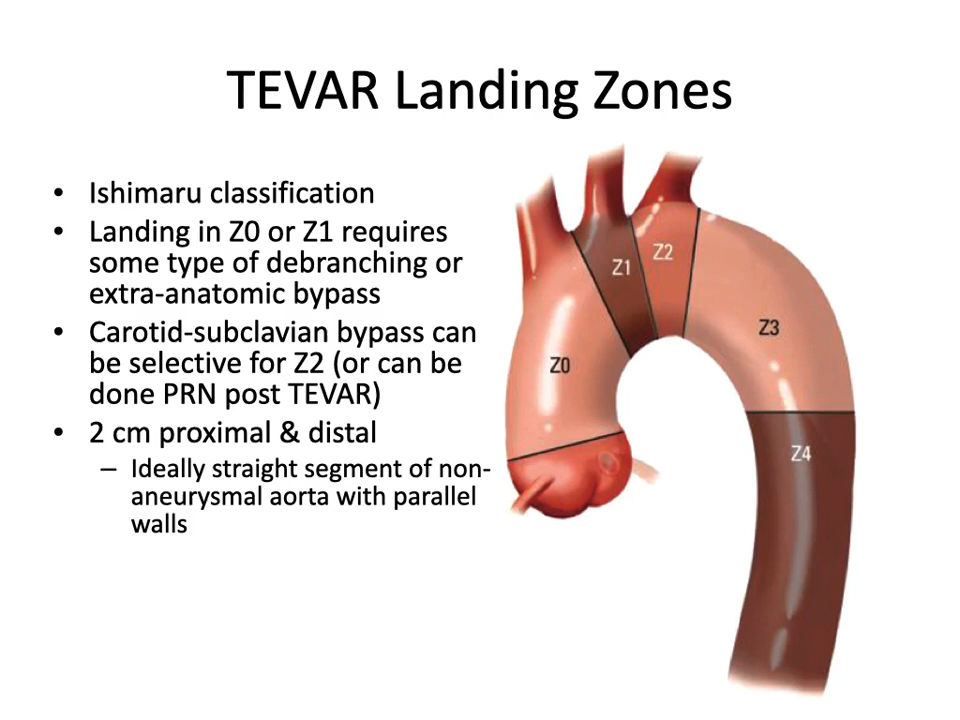 TEVAR Landing Zones
• Ishimaru classification
• Landing in Z0 or Z1 requires
some type of debranching or
extra-anatomic bypass
• Carotid-subclavian bypass can
be selective for Z2 (or can be
done PRN post TEVAR)
• 2 cm proximal & distal
– Ideally straight segment of non-
aneurysmal aorta with parallel
walls
Z0
Z1
Z2
Z3
Z4